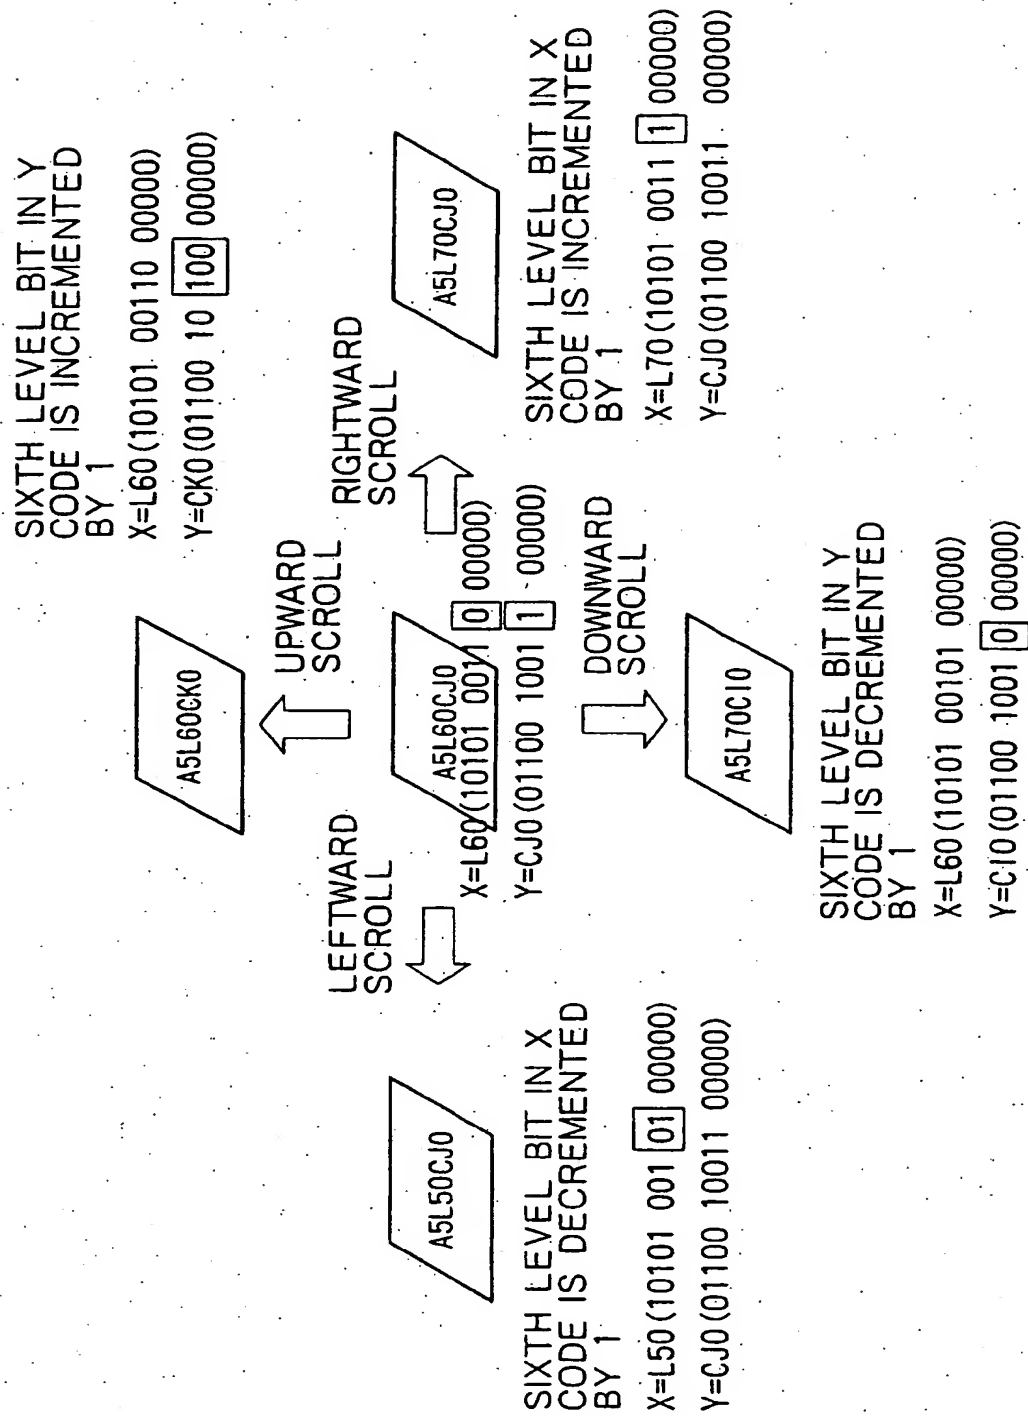 SIXTH LEVEL BIT IN Y
CODE IS INCREMENTED
BY 1
X=L60(10101 00110 00000)
Y=CK0(01100 10 100 00000)
A5L60CK0
UPWARD
SCROLL
LEFTWARD
SCROLL
RIGHTWARD
SCROLL
A5L50CJ0
SIXTH LEVEL BIT IN X
CODE IS DECREMENTED
BY 1
X=L50(10101 001 01 00000)
Y=CJ0(01100 10011 00000)
A5L60CJ0
X=L60(10101 0011 0 00000)
Y=CJ0(01100 1001 1 00000)
A5L70CJ0
SIXTH LEVEL BIT IN X
CODE IS INCREMENTED
BY 1
X=L70(10101 0011 1 00000)
Y=CJ0(01100 10011 00000)
DOWNWARD
SCROLL
A5L70CI0
SIXTH LEVEL BIT IN Y
CODE IS DECREMENTED
BY 1
X=L60(10101 00101 00000)
Y=CI0(01100 1001 0 00000)